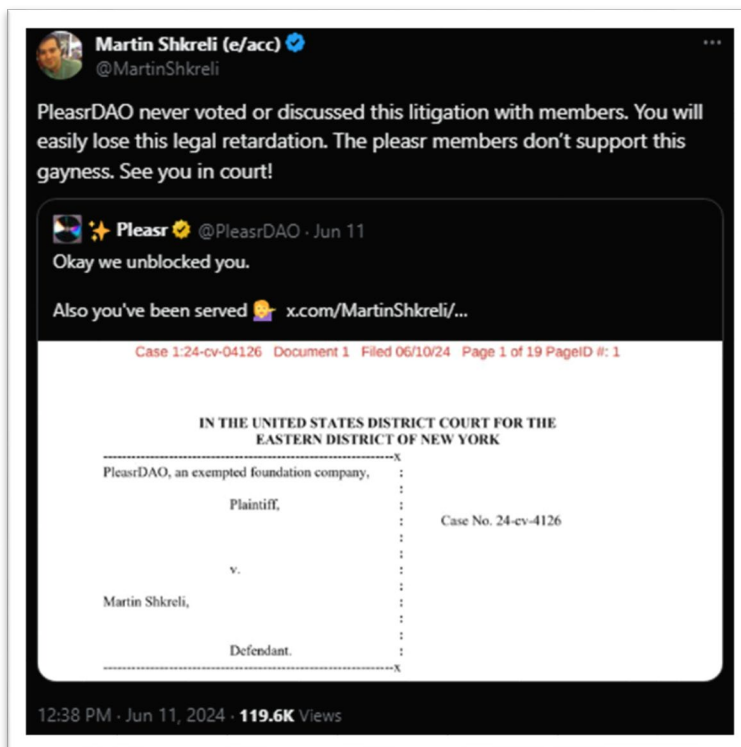 Martin Shkreli (e/acc)
@MartinShkreli
PleasrDAO never voted or discussed this litigation with members. You will
easily lose this legal retardation. The pleasr members don't support this
gayness. See you in court!
✨ Pleasr @PleasrDAO · Jun 11
Okay we unblocked you.
Also you've been served 💁 x.com/MartinShkreli/...
Case 1:24-cv-04126 Document 1 Filed 06/10/24 Page 1 of 19 PageID #: 1
IN THE UNITED STATES DISTRICT COURT FOR THE
EASTERN DISTRICT OF NEW YORK
---------------------------------------------------------------x
PleasrDAO, an exempted foundation company, :
:
Plaintiff, :
: Case No. 24-cv-4126
:
:
v. :
:
Martin Shkreli, :
:
:
Defendant. :
---------------------------------------------------------------x
12:38 PM · Jun 11, 2024 · 119.6K Views